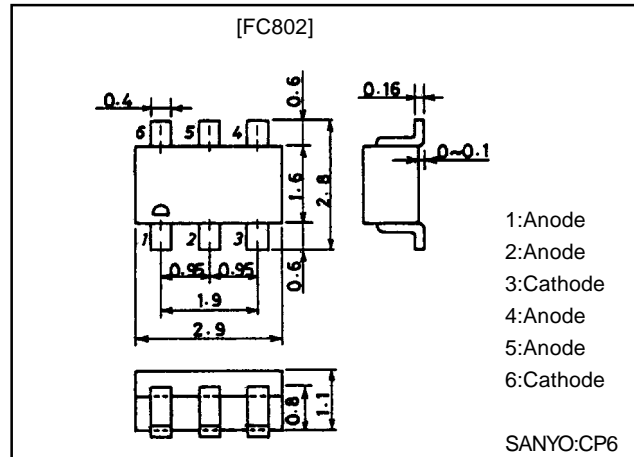 [FC802]
0.4
0.6
0.16
6 5 4
0~0.1
1.6
2.8
1 2 3
0.6
0.95 0.95
1.9
2.9
0.8
1.1
1:Anode
2:Anode
3:Cathode
4:Anode
5:Anode
6:Cathode
SANYO:CP6